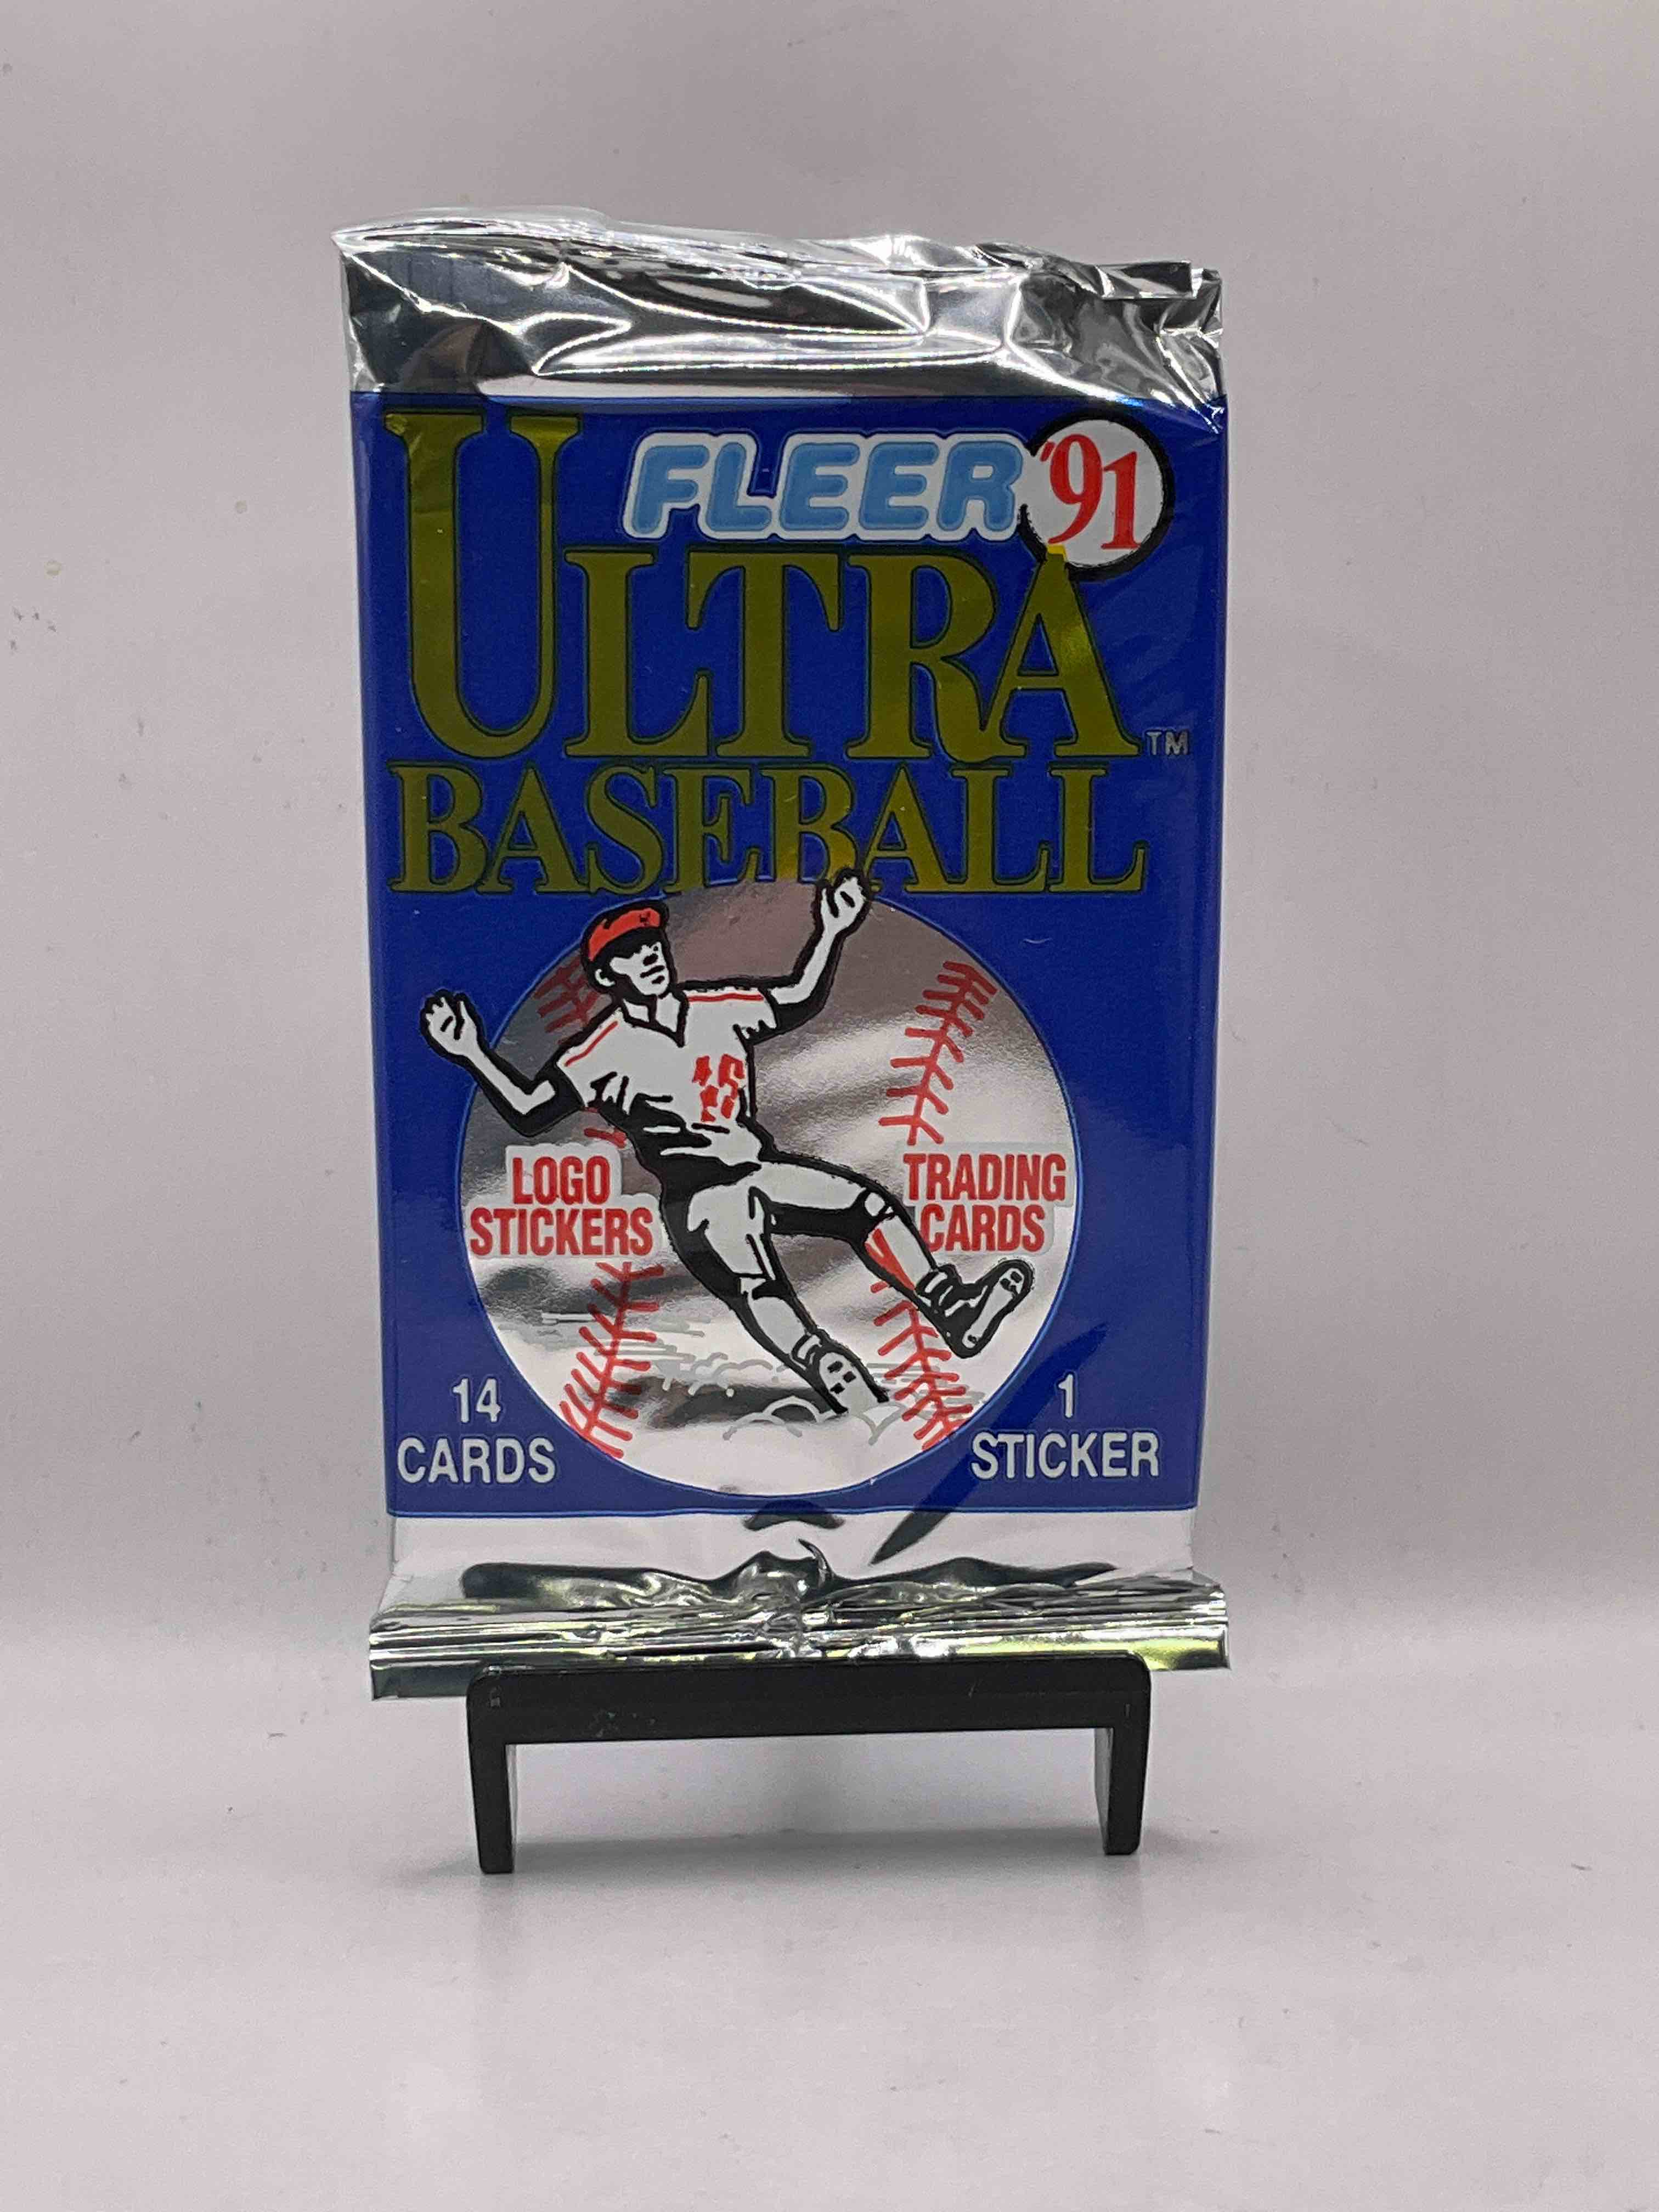 FLEER '91
ULTRA™
BASEBALL
LOGO
STICKERS
TRADING
CARDS
14
CARDS
1
STICKER